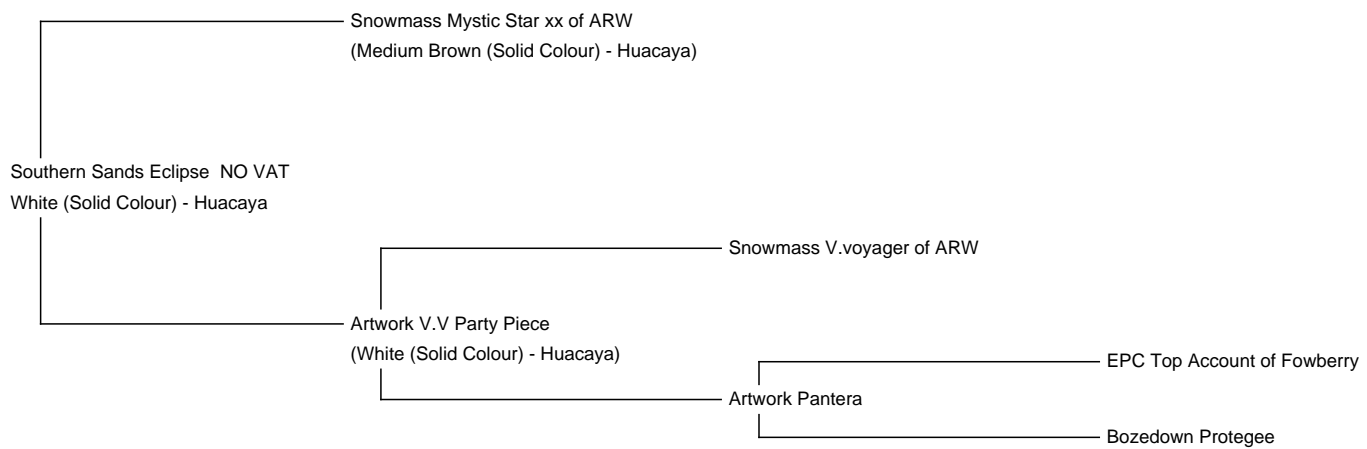 Snowmass Mystic Star xx of ARW
(Medium Brown (Solid Colour) - Huacaya)
Southern Sands Eclipse  NO VAT
White (Solid Colour) - Huacaya
Snowmass V.voyager of ARW
Artwork V.V Party Piece
(White (Solid Colour) - Huacaya)
EPC Top Account of Fowberry
Artwork Pantera
Bozedown Protegee